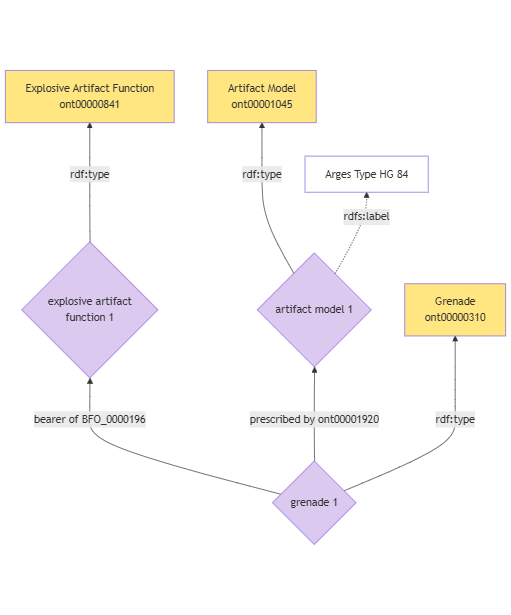 Explosive Artifact Function
ont00000841
Artifact Model
ont00001045
rdf:type
rdf:type
Arges Type HG 84
rdfs:label
explosive artifact
function 1
artifact model 1
Grenade
ont00000310
bearer of BFO_0000196
prescribed by ont00001920
rdf:type
grenade 1